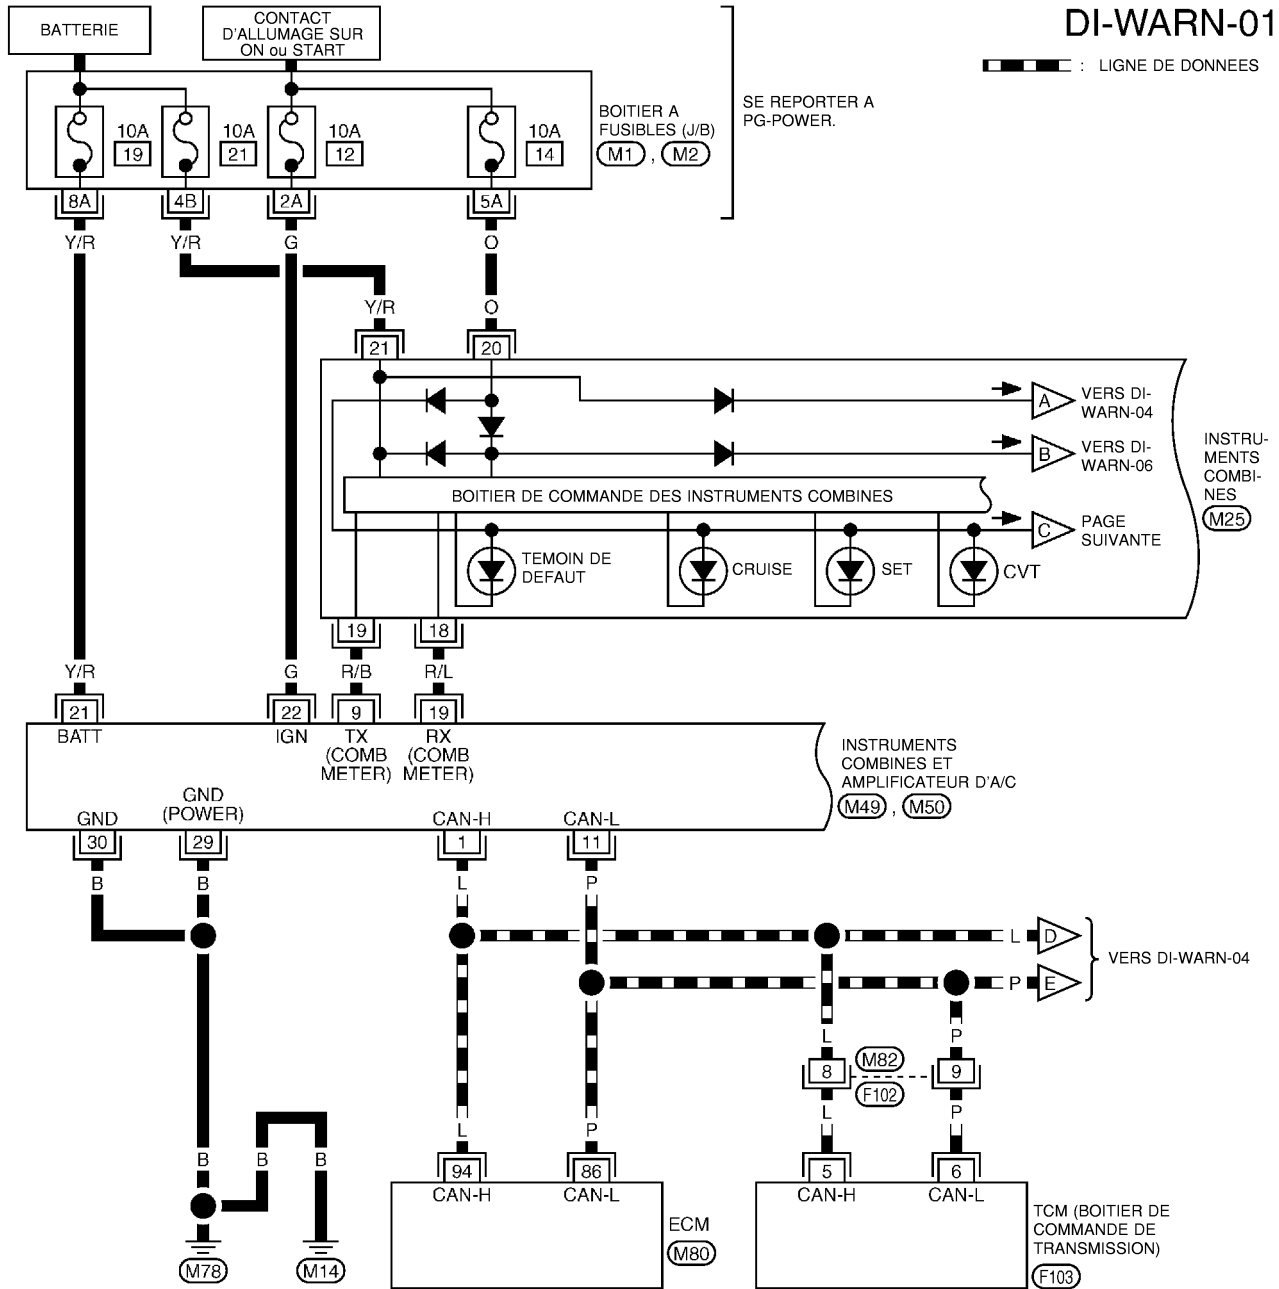 DI-WARN-01
BATTERIE
CONTACT
D'ALLUMAGE SUR
ON ou START
: LIGNE DE DONNEES
10A
19
10A
21
10A
12
10A
14
BOITIER A
FUSIBLES (J/B)
M1 , M2
SE REPORTER A
PG-POWER.
8A 4B 2A 5A
Y/R Y/R G O
Y/R O
21 20
A VERS DI-
WARN-04
B VERS DI-
WARN-06
INSTRU-
MENTS
COMBI-
NES
M25
BOITIER DE COMMANDE DES INSTRUMENTS COMBINES
C PAGE
SUIVANTE
TEMOIN DE
DEFAUT
CRUISE
SET
CVT
19 18
Y/R G R/B R/L
21 22 9 19
BATT IGN TX
(COMB
METER)
RX
(COMB
METER)
INSTRUMENTS
COMBINES ET
AMPLIFICATEUR D'A/C
M49 , M50
GND
GND
(POWER)
CAN-H CAN-L
30 29 1 11
B B L P
L D
P E
VERS DI-WARN-04
L P
8 M82 9
F102
L P
B B B L P
94 86 5 6
CAN-H CAN-L CAN-H CAN-L
ECM
M80
TCM (BOITIER DE
COMMANDE DE
TRANSMISSION)
F103
M78 M14